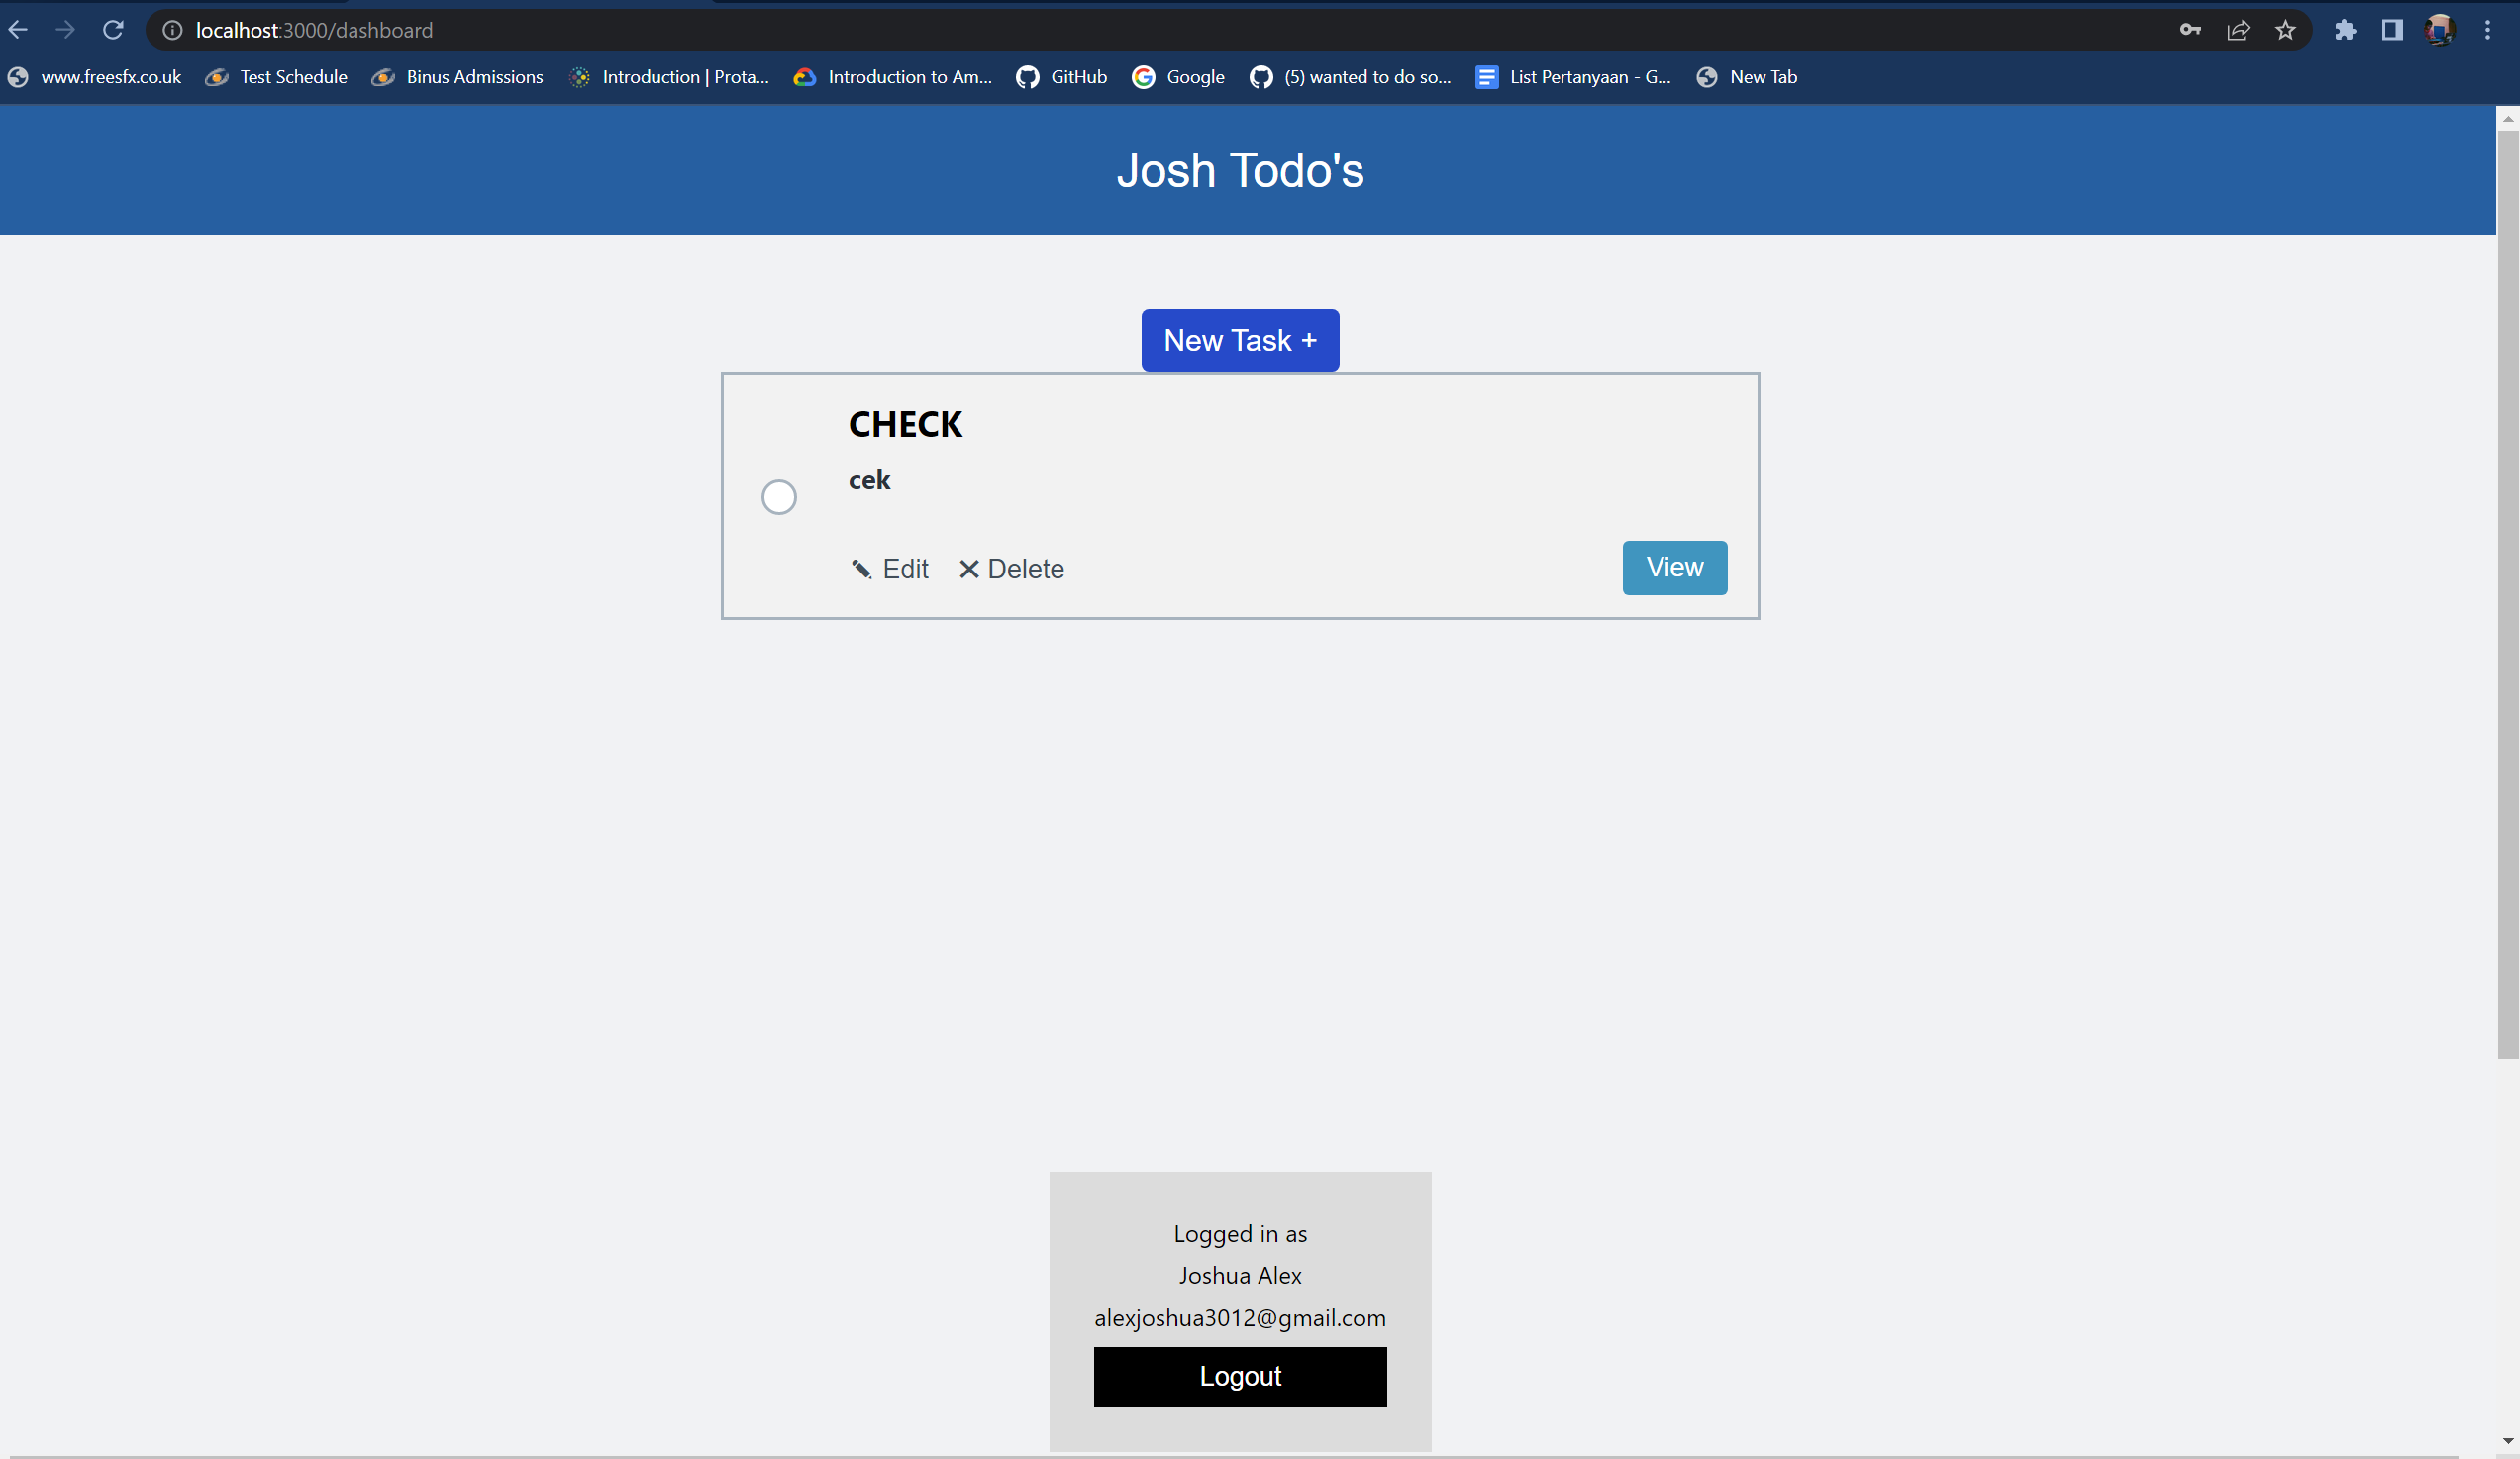 localhost:3000/dashboard
www.freesfx.co.uk Test Schedule Binus Admissions Introduction | Prota... Introduction to Am... GitHub Google (5) wanted to do so... List Pertanyaan - G... New Tab
Josh Todo's
New Task +
CHECK
cek
Edit Delete View
Logged in as
Joshua Alex
alexjoshua3012@gmail.com
Logout